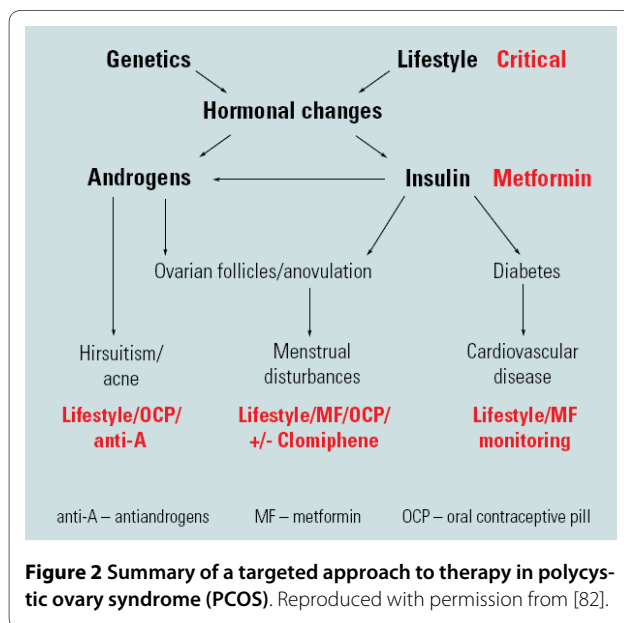 Genetics Lifestyle Critical
Hormonal changes
Androgens Insulin Metformin
Ovarian follicles/anovulation Diabetes
Hirsuitism/
acne
Menstrual
disturbances
Cardiovascular
disease
Lifestyle/OCP/
anti-A
Lifestyle/MF/OCP/
+/- Clomiphene
Lifestyle/MF
monitoring
anti-A – antiandrogens MF – metformin OCP – oral contraceptive pill
Figure 2 Summary of a targeted approach to therapy in polycys-
tic ovary syndrome (PCOS). Reproduced with permission from [82].